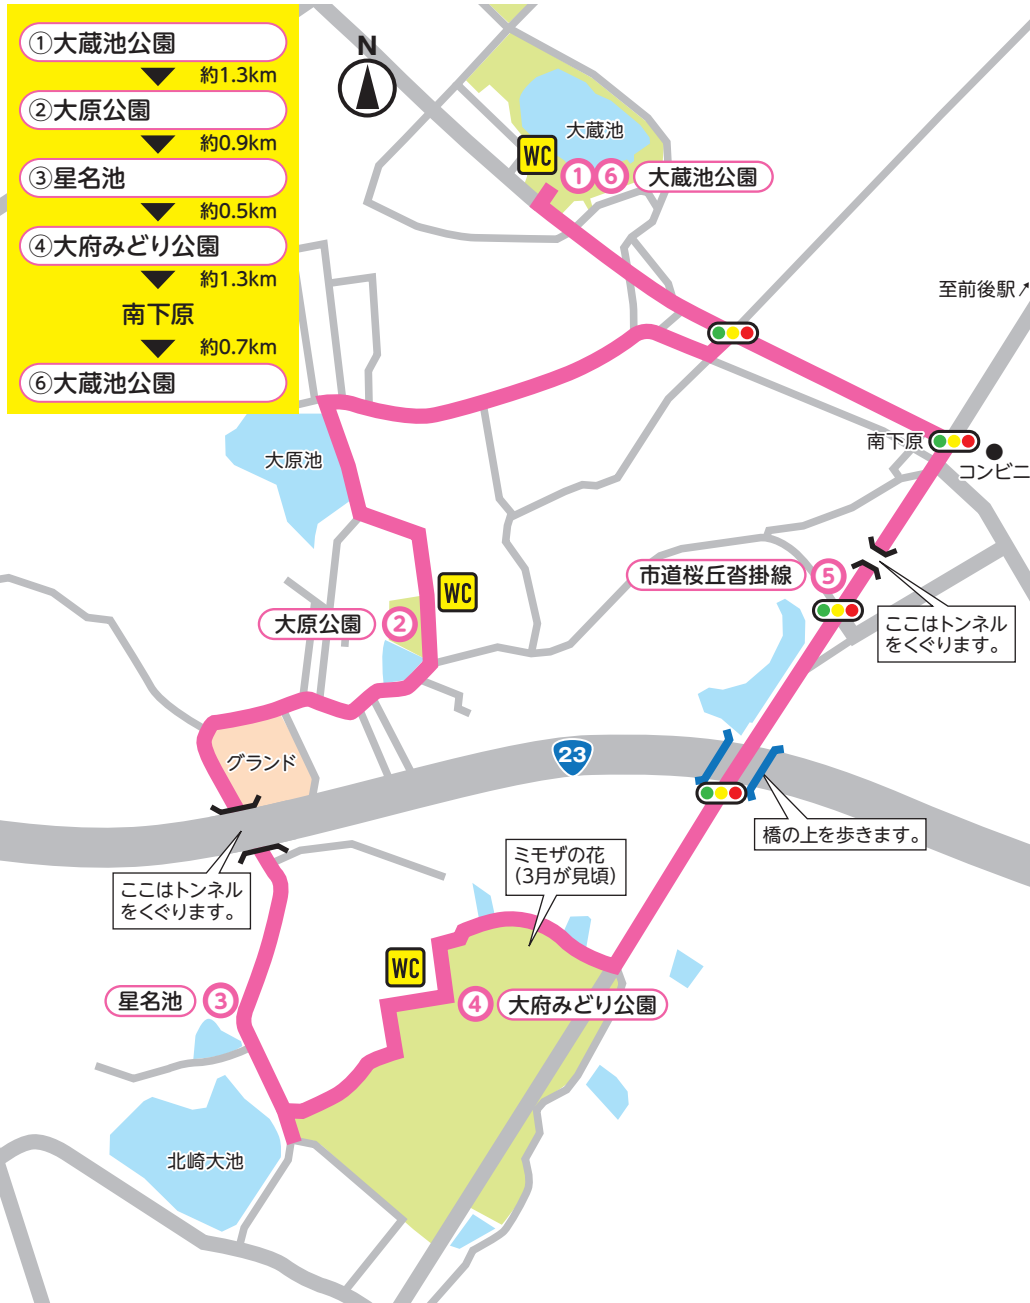 ①大蔵池公園
約1.3km
②大原公園
約0.9km
③星名池
約0.5km
④大府みどり公園
約1.3km
南下原
約0.7km
⑥大蔵池公園
N
大蔵池
WC
① ⑥ 大蔵池公園
至前後駅↗
南下原
コンビニ
大原池
市道桜丘沓掛線 ⑤
WC
大原公園 ②
ここはトンネル
をくぐります。
グランド
23
橋の上を歩きます。
ミモザの花
(3月が見頃)
ここはトンネル
をくぐります。
WC
星名池 ③
④ 大府みどり公園
北崎大池